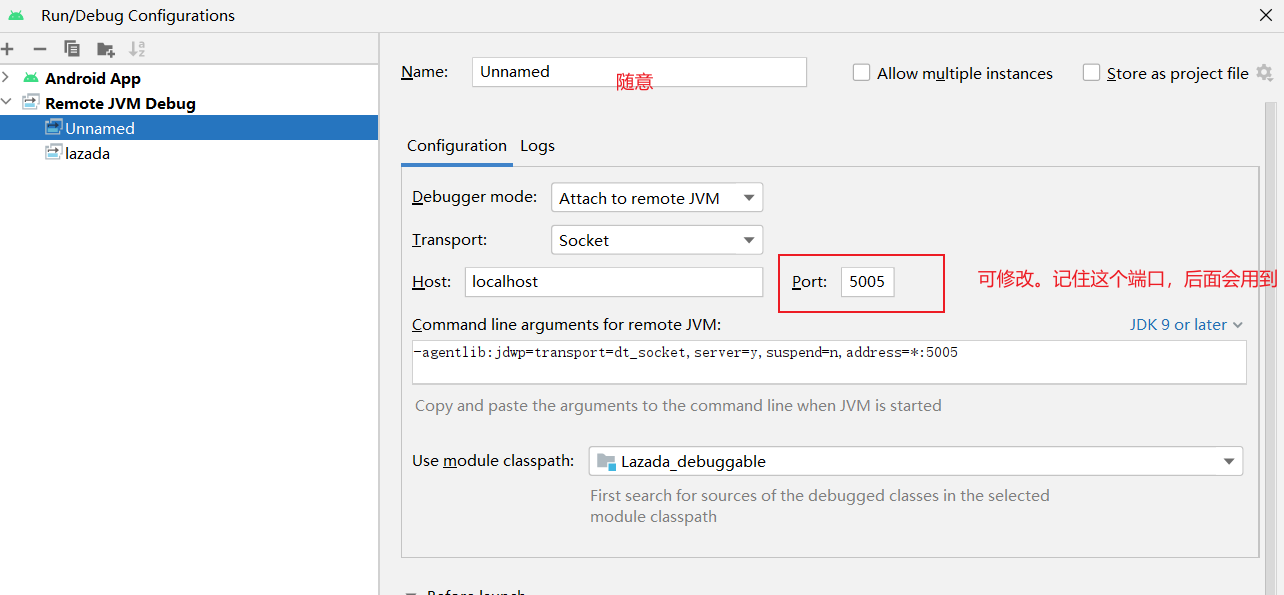 Run/Debug Configurations
Android App
Remote JVM Debug
Unnamed
lazada
Name: Unnamed
随意
Allow multiple instances
Store as project file
Configuration Logs
Debugger mode: Attach to remote JVM
Transport: Socket
Host: localhost
Port: 5005
可修改。记住这个端口，后面会用到
Command line arguments for remote JVM:
JDK 9 or later
-agentlib:jdwp=transport=dt_socket,server=y,suspend=n,address=*:5005
Copy and paste the arguments to the command line when JVM is started
Use module classpath: Lazada_debuggable
First search for sources of the debugged classes in the selected
module classpath
Before launch